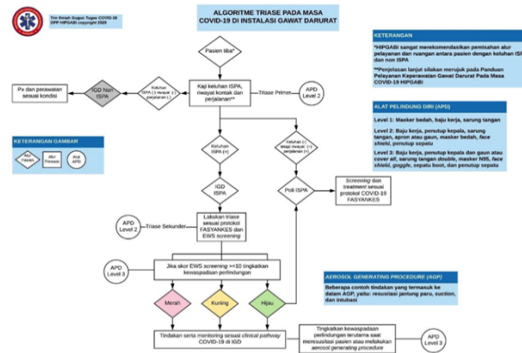 Tim Ilmiah Gugus Tugas COVID-19
DPP HIPGABI copyright 2020
ALGORITME TRIASE PADA MASA
COVID-19 DI INSTALASI GAWAT DARURAT
Pasien tiba*
Kaji keluhan ISPA,
riwayat kontak dan
perjalanan**
Triase Primer
APD
Level 2
Keluhan
ISPA (-) riwayat (-)
perjalanan (-)
IGD Non
ISPA
Px dan perawatan
sesuai kondisi
KETERANGAN
*HIPGABI sangat merekomendasikan pemisahan alur
pelayanan dan ruangan antara pasien dengan keluhan ISPA
dan non ISPA
**Penjelasan lanjut silakan merujuk pada Panduan
Pelayanan Keperawatan Gawat Darurat Pada Masa
COVID-19 HIPGABI
ALAT PELINDUNG DIRI (APD)
Level 1: Masker bedah, baju kerja, sarung tangan
Level 2: Baju kerja, penutup kepala, sarung
tangan, apron atau gaun, masker bedah, face
shield, penutup sepatu
Level 3: Baju kerja, penutup kepala dan gaun atau
cover all, sarung tangan double, masker N95, face
shield, goggle, sepatu boot, dan penutup sepatu
KETERANGAN GAMBAR
APD
Keluhan
ISPA (+)
Keluhan (-)
riwayat (+)
perjalanan (+)
IGD
ISPA
Poli ISPA
Screening dan
treatment sesuai
protokol COVID-19
FASYANKES
APD
Level 2
Triase Sekunder
Lakukan triase
sesuai protokol
FASYANKES dan
EWS screening
APD
Level 3
Jika skor EWS screening >=10 tingkatkan
kewaspadaan perlindungan
Merah
Kuning
Hijau
AEROSOL GENERATING PROCEDURE (AGP)
Beberapa contoh tindakan yang termasuk ke
dalam AGP, yaitu: resusitasi jantung paru, suction,
dan intubasi
Tindakan serta monitoring sesuai clinical pathway
COVID-19 di IGD
Tingkatkan kewaspadaan
perlindungan terutama saat
meresusitasi pasien atau melakukan
aerosol generating procedure
APD
Level 3